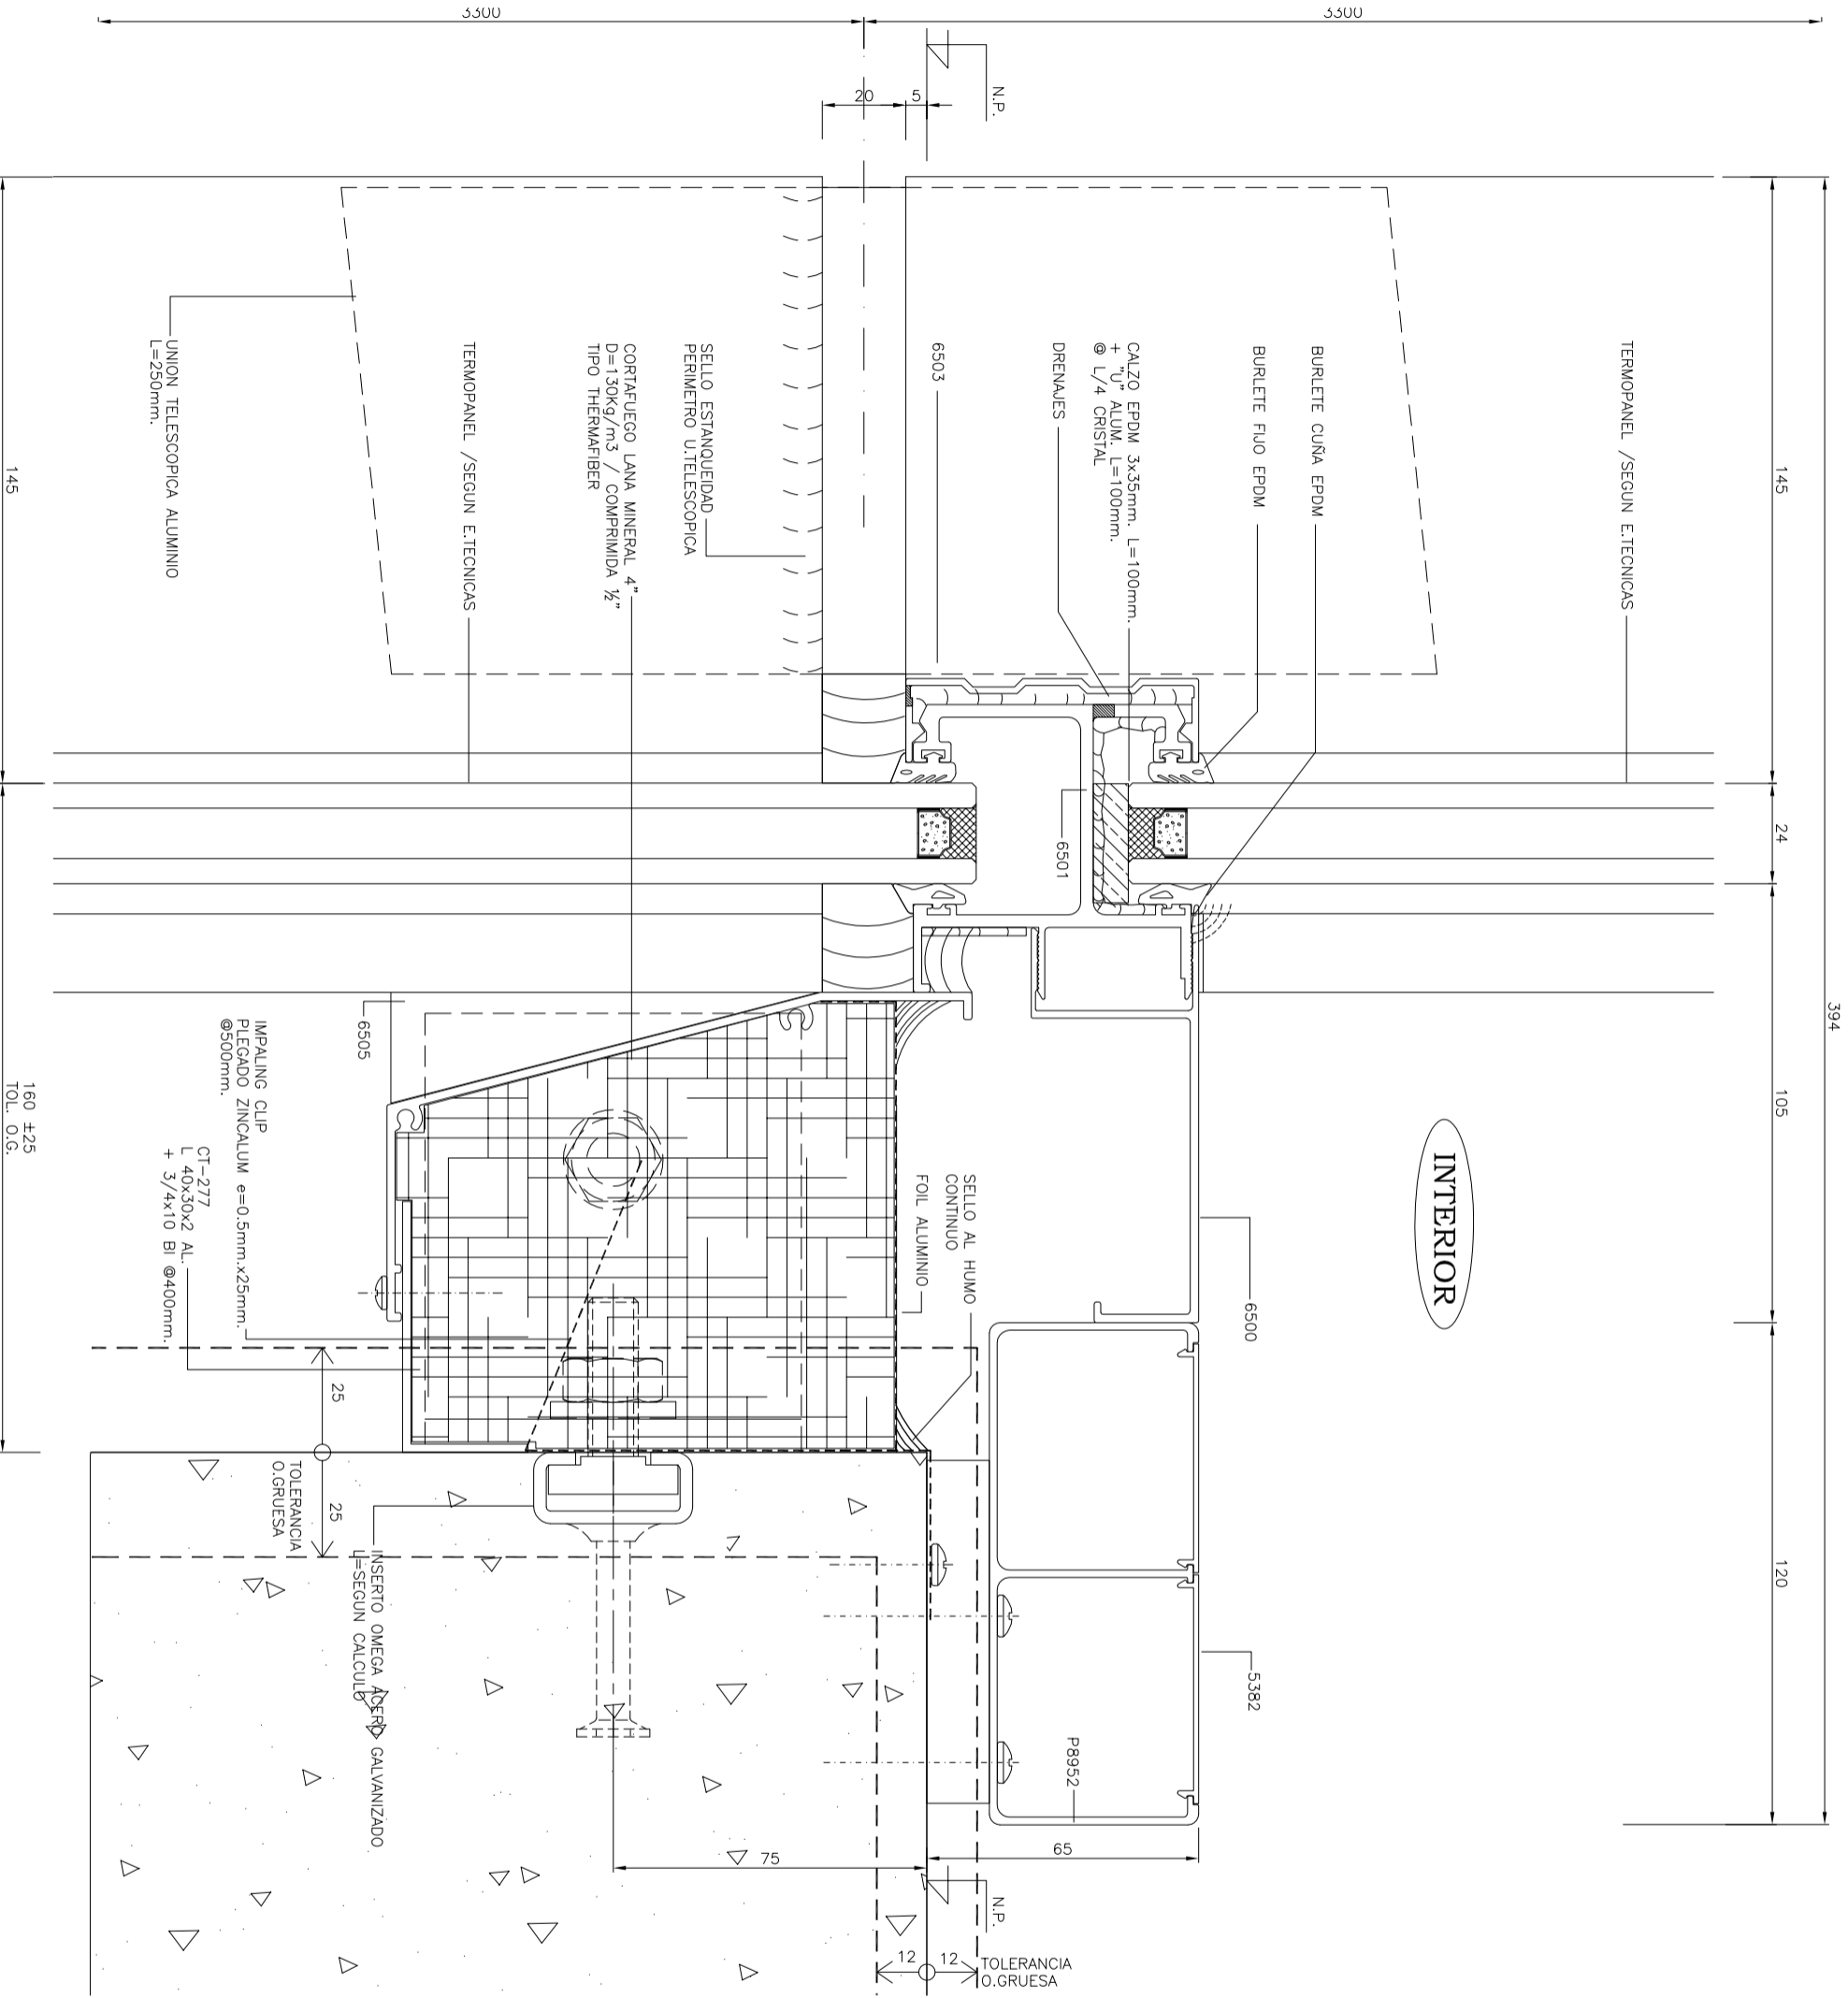 3300
3300
N.P.
20
5
TERMOPANEL /SEGUN E.TECNICAS
BURLETE CUÑA EPDM
BURLETE FIJO EPDM
CALZO EPDM 3x35mm. L=100mm.
+ "U" ALUM. L=100mm.
@ L/4 CRISTAL
DRENAJES
6503
SELLO ESTANQUEIDAD
PERIMETRO U.TELESCOPICA
CORTAFUEGO LANA MINERAL 4"
D=130Kg/m3 / COMPRIMIDA ½"
TIPO THERMAFIBER
TERMOPANEL /SEGUN E.TECNICAS
UNION TELESCOPICA ALUMINIO
L=250mm.
145
145
24
394
105
120
6501
INTERIOR
6500
5382
P8952
SELLO AL HUMO
CONTINUO
FOIL ALUMINIO
6505
IMPALING CLIP
PLEGADO ZINCALUM e=0.5mm.x25mm.
@500mm.
CT-277
L 40x30x2 AL.
+ 3/4x10 BI @400mm.
160 ±25
TOL. O.G.
25
25
TOLERANCIA
O.GRUESA
INSERTO OMEGA ACERO GALVANIZADO
L=SEGUN CALCULO
75
65
N.P.
12
12
TOLERANCIA
O.GRUESA